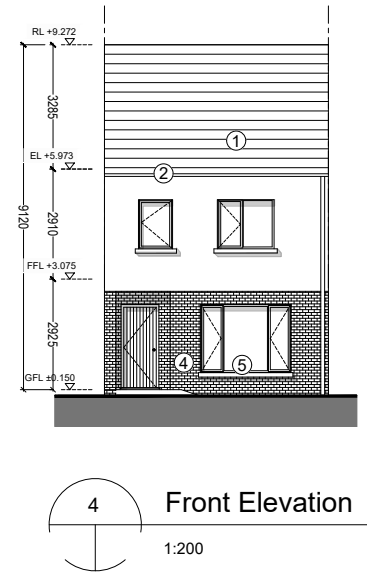 RL +9.272
3285
1
EL +5.973
2
9120
2910
FFL +3.075
2925
4
5
GFL ±0.150
4
Front Elevation
1:200